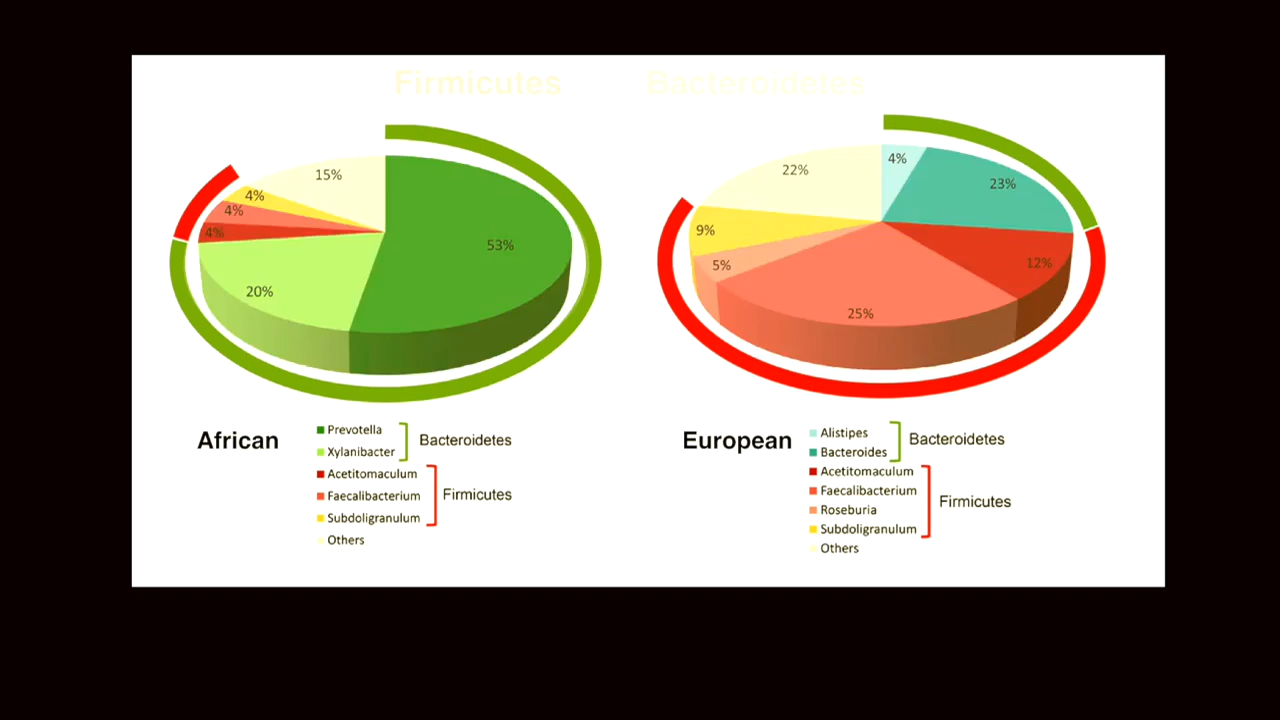 Firmicutes Bacteroidetes
15%
4%
4%
4%
53%
20%
4%
22%
23%
9%
12%
5%
25%
African
Prevotella
Xylanibacter
Bacteroidetes
Acetitomaculum
Faecalibacterium
Subdoligranulum
Firmicutes
Others
European
Alistipes
Bacteroides
Bacteroidetes
Acetitomaculum
Faecalibacterium
Roseburia
Subdoligranulum
Firmicutes
Others